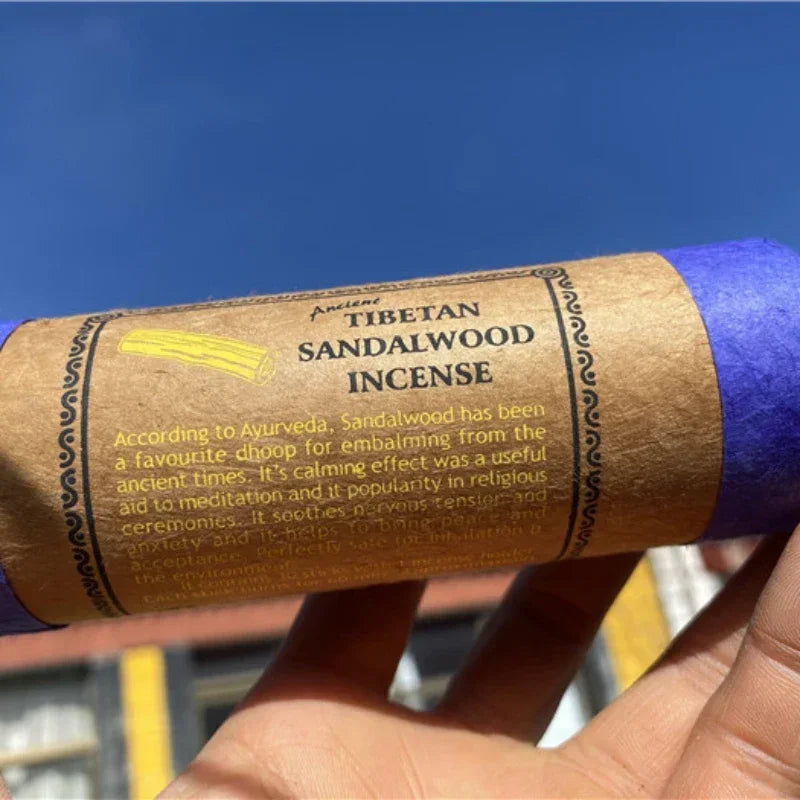 Ancient
TIBETAN
SANDALWOOD
INCENSE
According to Ayurveda, Sandalwood has been
a favourite dhoop for embalming from the
ancient times. It's calming effect was a useful
aid to meditation and it popularity in religious
ceremonies. It soothes nervous tension and
anxiety and it helps to bring peace and
acceptance. Perfectly safe for inhalation &
the environment.